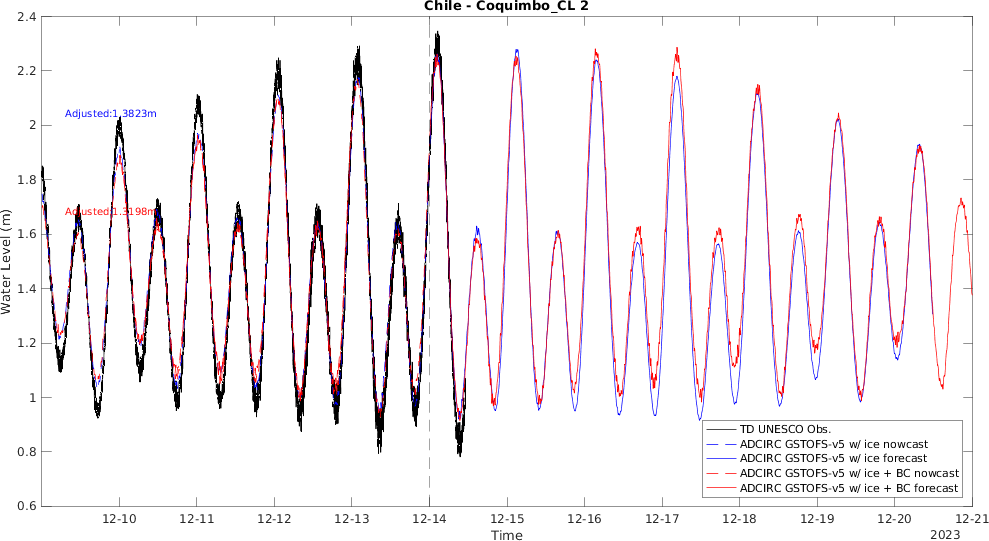 Chile - Coquimbo_CL 2
2.4
2.2
2
1.8
1.6
1.4
1.2
1
0.8
0.6
Water Level (m)
Adjusted:1.3823m
Adjusted:1.3198m
TD UNESCO Obs.
ADCIRC GSTOFS-v5 w/ ice nowcast
ADCIRC GSTOFS-v5 w/ ice forecast
ADCIRC GSTOFS-v5 w/ ice + BC nowcast
ADCIRC GSTOFS-v5 w/ ice + BC forecast
12-10 12-11 12-12 12-13 12-14 12-15 12-16 12-17 12-18 12-19 12-20 12-21
Time
2023